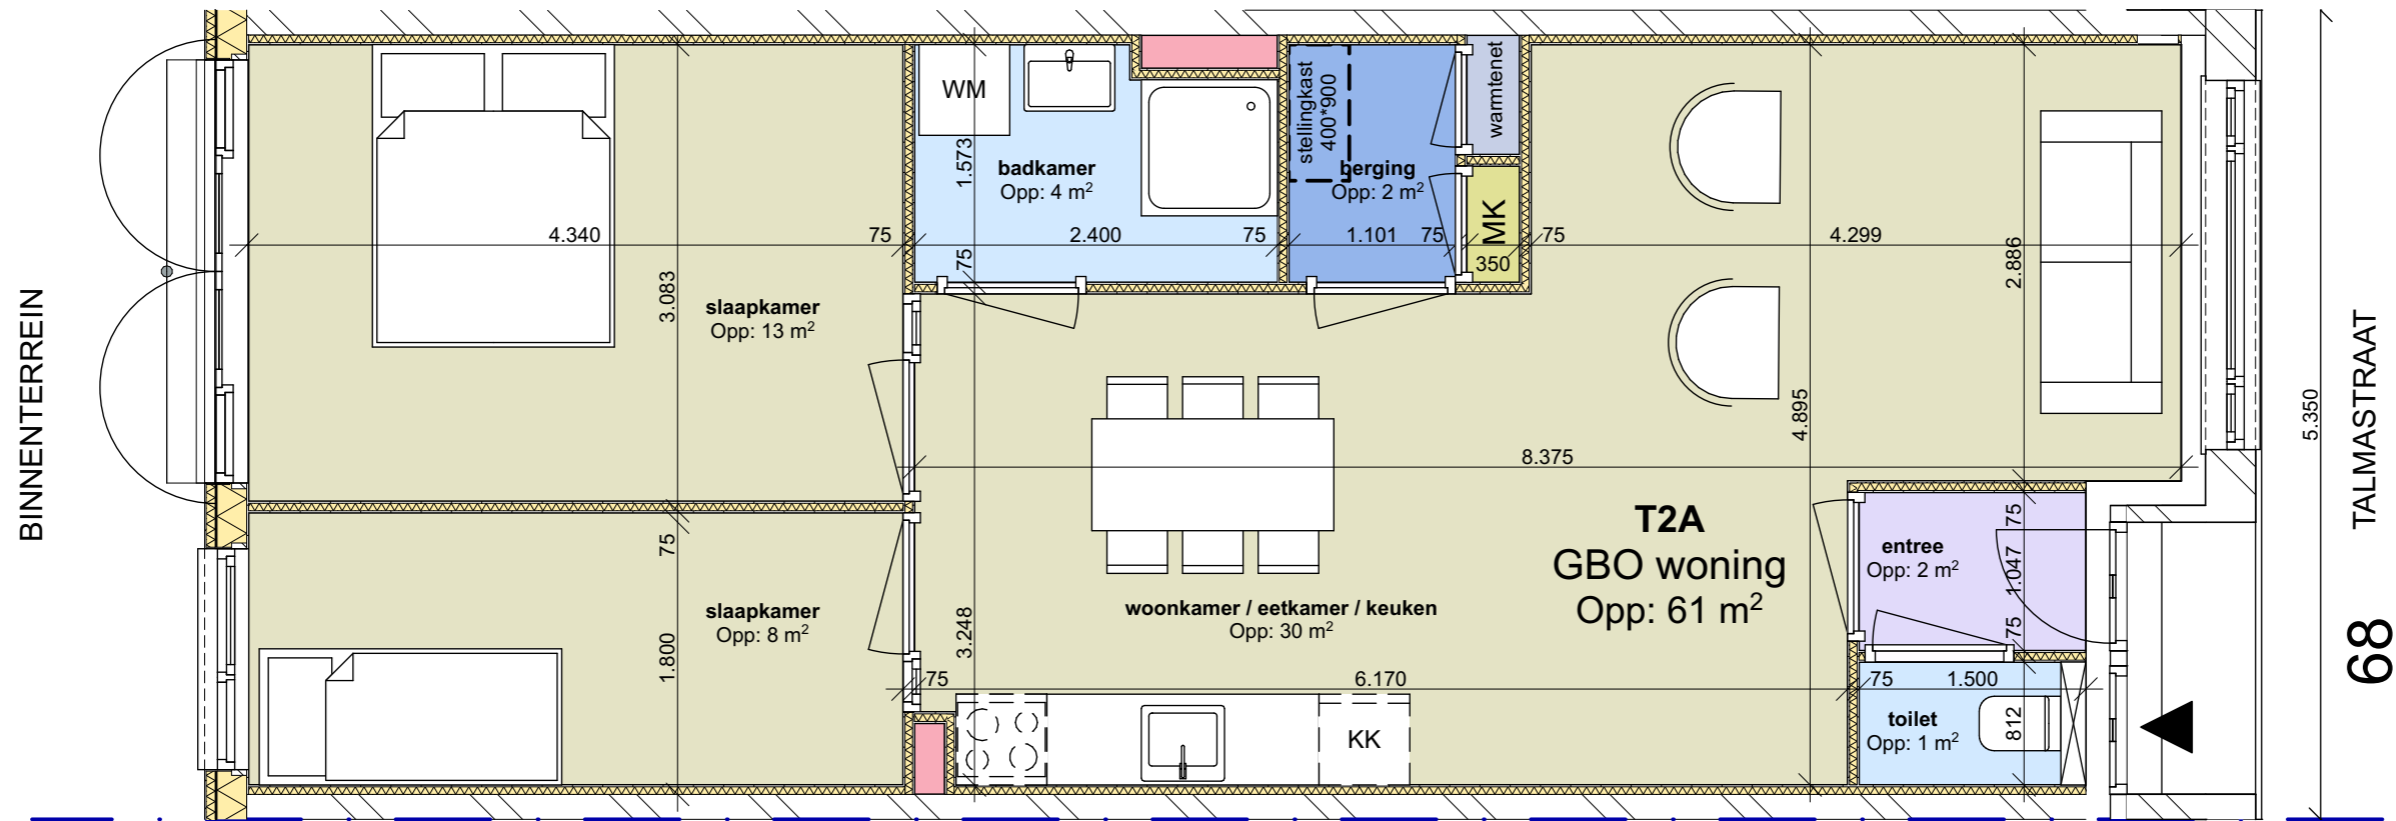 BINNENTERREIN
4.340
75
3.083
slaapkamer
Opp: 13 m²
75
1.800
slaapkamer
Opp: 8 m²
WM
1.573
badkamer
Opp: 4 m²
2.400
75
75
stellingkast
400*900
berging
Opp: 2 m²
1.101
75
warmtenet
MK
350
75
4.299
2.886
4.895
8.375
T2A
GBO woning
Opp: 61 m²
woonkamer / eetkamer / keuken
Opp: 30 m²
3.248
75
6.170
KK
75
entree
Opp: 2 m²
1.047
75
75
1.500
toilet
Opp: 1 m²
812
5.350
TALMASTRAAT
68